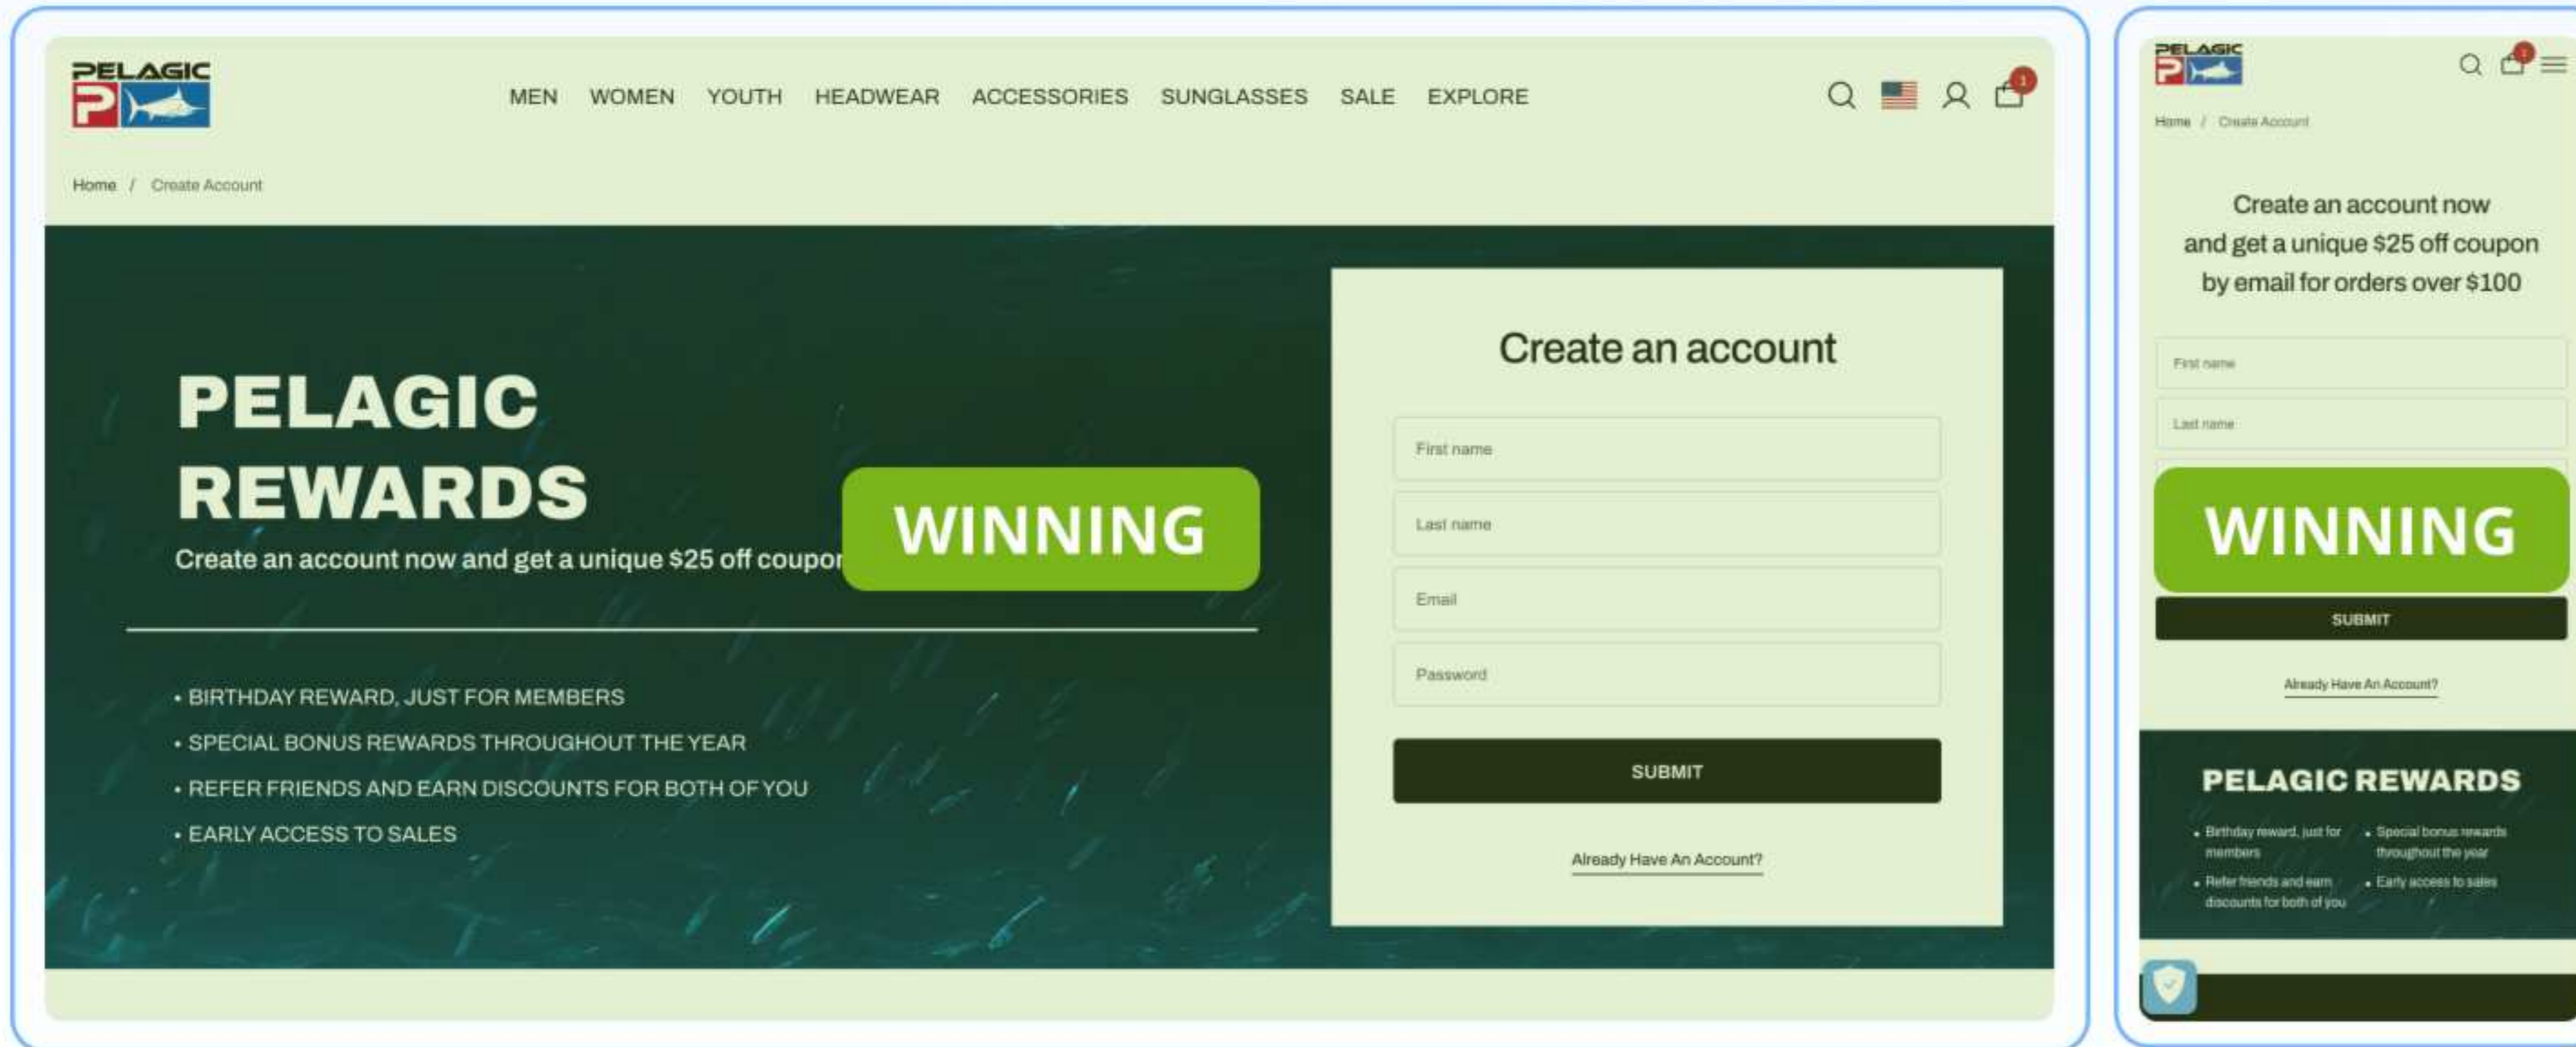 PELAGIC
P
MEN WOMEN YOUTH HEADWEAR ACCESSORIES SUNGLASSES SALE EXPLORE
1
Home / Create Account
PELAGIC
REWARDS
Create an account now and get a unique $25 off
WINNING
• BIRTHDAY REWARD, JUST FOR MEMBERS
• SPECIAL BONUS REWARDS THROUGHOUT THE YEAR
• REFER FRIENDS AND EARN DISCOUNTS FOR BOTH OF YOU
• EARLY ACCESS TO SALES
Create an account
First name
Last name
Email
Password
SUBMIT
Already Have An Account?
PELAGIC
P
1
Home / Create Account
Create an account now
and get a unique $25 off coupon
by email for orders over $100
First name
Last name
WINNING
SUBMIT
Already Have An Account?
PELAGIC REWARDS
• Birthday reward, just for
members
• Special bonus rewards
throughout the year
• Refer friends and earn
discounts for both of you
• Early access to sales